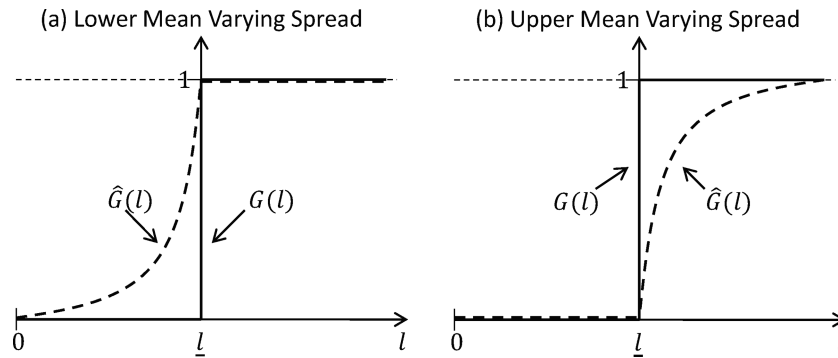 (a) Lower Mean Varying Spread
(b) Upper Mean Varying Spread
1
1
Ĝ(l)
G(l)
G(l)
Ĝ(l)
0
l̲
l
0
l̲